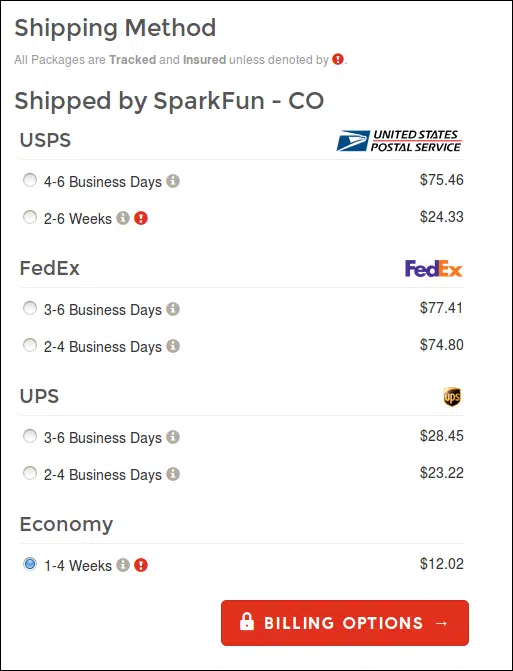 Shipping Method
All Packages are Tracked and Insured unless denoted by !.
Shipped by SparkFun - CO
USPS
UNITED STATES
POSTAL SERVICE
4-6 Business Days i $75.46
2-6 Weeks i ! $24.33
FedEx FedEx
3-6 Business Days i $77.41
2-4 Business Days i $74.80
UPS ups
3-6 Business Days i $28.45
2-4 Business Days i $23.22
Economy
1-4 Weeks i ! $12.02
BILLING OPTIONS →